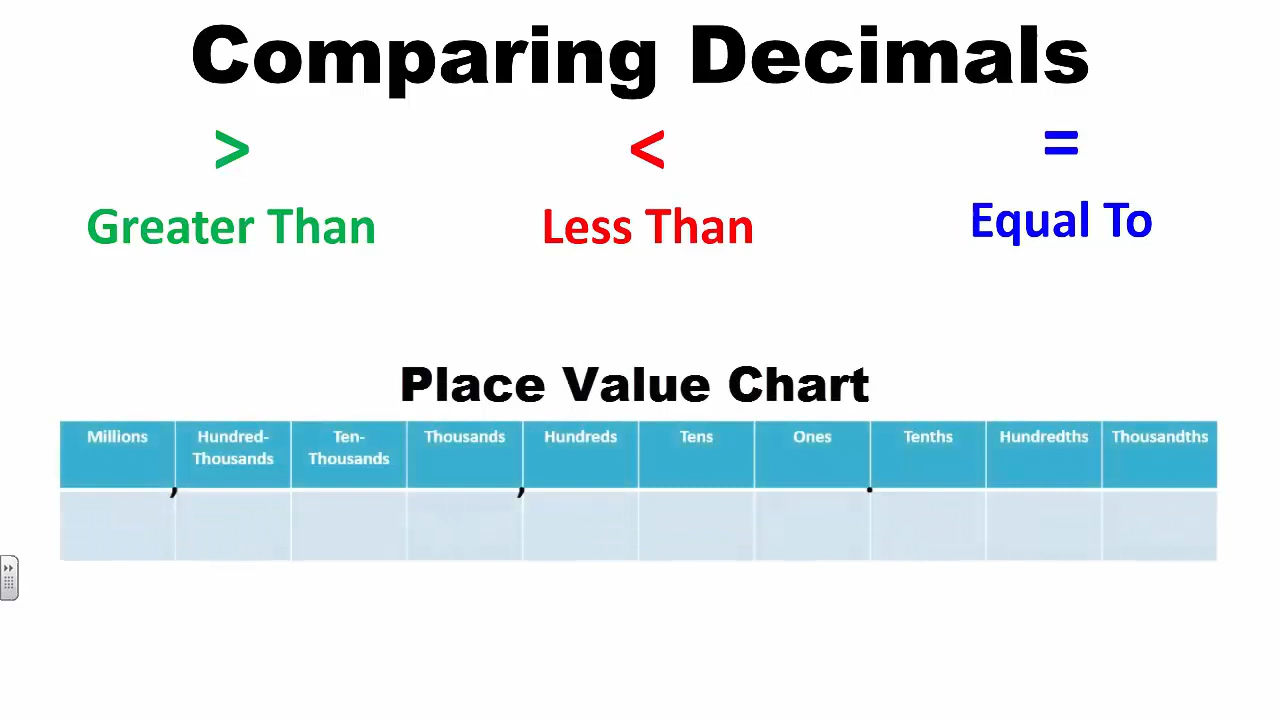 Comparing Decimals
> < =
Greater Than Less Than Equal To
Place Value Chart
Millions Hundred- Ten- Thousands Hundreds Tens Ones Tenths Hundredths Thousandths
Thousands Thousands
, , .